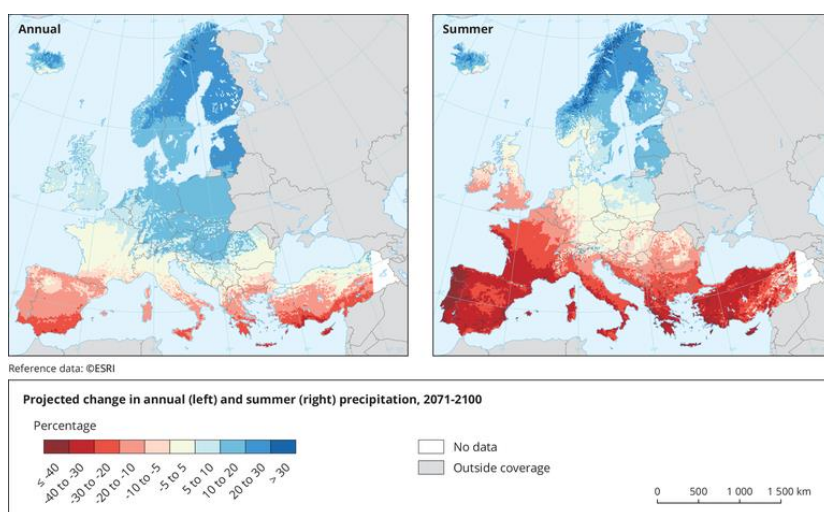 Annual
Summer
Reference data: ©ESRI
Projected change in annual (left) and summer (right) precipitation, 2071-2100
Percentage
≤ -40
-40 to -30
-30 to -20
-20 to -10
-10 to -5
-5 to 5
5 to 10
10 to 20
20 to 30
> 30
No data
Outside coverage
0 500 1 000 1 500 km